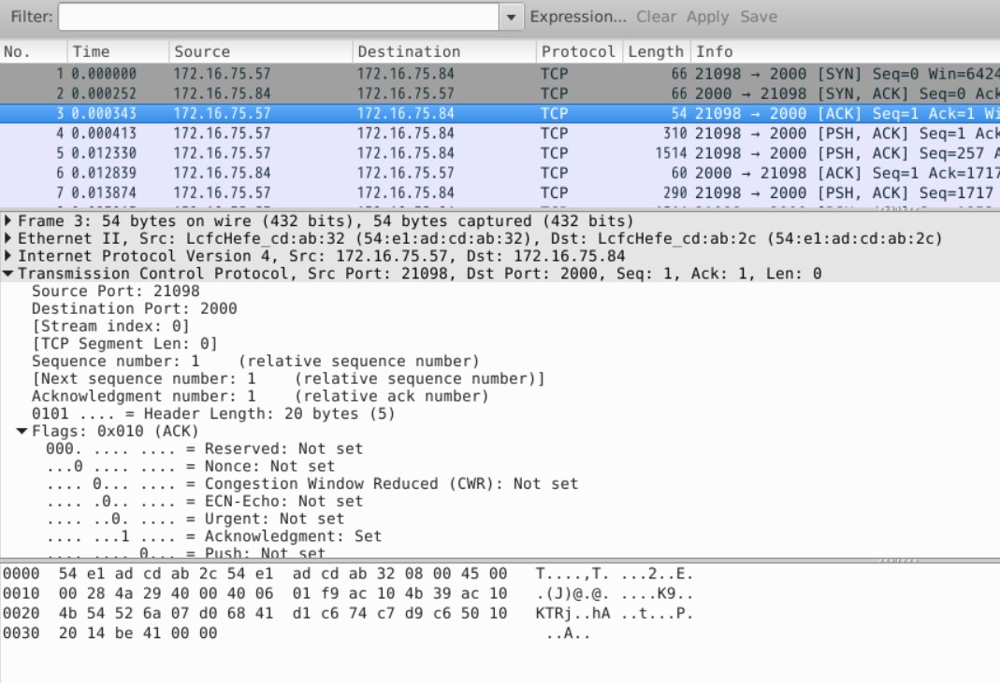 Filter: Expression... Clear Apply Save
No. Time Source Destination Protocol Length Info
1 0.000000 172.16.75.57 172.16.75.84 TCP 66 21098 → 2000 [SYN] Seq=0 Win=6424
2 0.000252 172.16.75.84 172.16.75.57 TCP 66 2000 → 21098 [SYN, ACK] Seq=0 Ack
3 0.000343 172.16.75.57 172.16.75.84 TCP 54 21098 → 2000 [ACK] Seq=1 Ack=1 Wi
4 0.000413 172.16.75.57 172.16.75.84 TCP 310 21098 → 2000 [PSH, ACK] Seq=1 Ack
5 0.012330 172.16.75.57 172.16.75.84 TCP 1514 21098 → 2000 [PSH, ACK] Seq=257 A
6 0.012839 172.16.75.84 172.16.75.57 TCP 60 2000 → 21098 [ACK] Seq=1 Ack=1717
7 0.013874 172.16.75.57 172.16.75.84 TCP 290 21098 → 2000 [PSH, ACK] Seq=1717
Frame 3: 54 bytes on wire (432 bits), 54 bytes captured (432 bits)
Ethernet II, Src: LcfcHefe_cd:ab:32 (54:e1:ad:cd:ab:32), Dst: LcfcHefe_cd:ab:2c (54:e1:ad:cd:ab:2c)
Internet Protocol Version 4, Src: 172.16.75.57, Dst: 172.16.75.84
Transmission Control Protocol, Src Port: 21098, Dst Port: 2000, Seq: 1, Ack: 1, Len: 0
Source Port: 21098
Destination Port: 2000
[Stream index: 0]
[TCP Segment Len: 0]
Sequence number: 1    (relative sequence number)
[Next sequence number: 1    (relative sequence number)]
Acknowledgment number: 1    (relative ack number)
0101 .... = Header Length: 20 bytes (5)
Flags: 0x010 (ACK)
000. .... .... = Reserved: Not set
...0 .... .... = Nonce: Not set
.... 0... .... = Congestion Window Reduced (CWR): Not set
.... .0.. .... = ECN-Echo: Not set
.... ..0. .... = Urgent: Not set
.... ...1 .... = Acknowledgment: Set
.... .... 0... = Push: Not set
0000 54 e1 ad cd ab 2c 54 e1 ad cd ab 32 08 00 45 00 T....,T. ...2..E.
0010 00 28 4a 29 40 00 40 06 01 f9 ac 10 4b 39 ac 10 .(J)@.@. ....K9..
0020 4b 54 52 6a 07 d0 68 41 d1 c6 74 c7 d9 c6 50 10 KTRj..hA ..t...P.
0030 20 14 be 41 00 00 ..A..